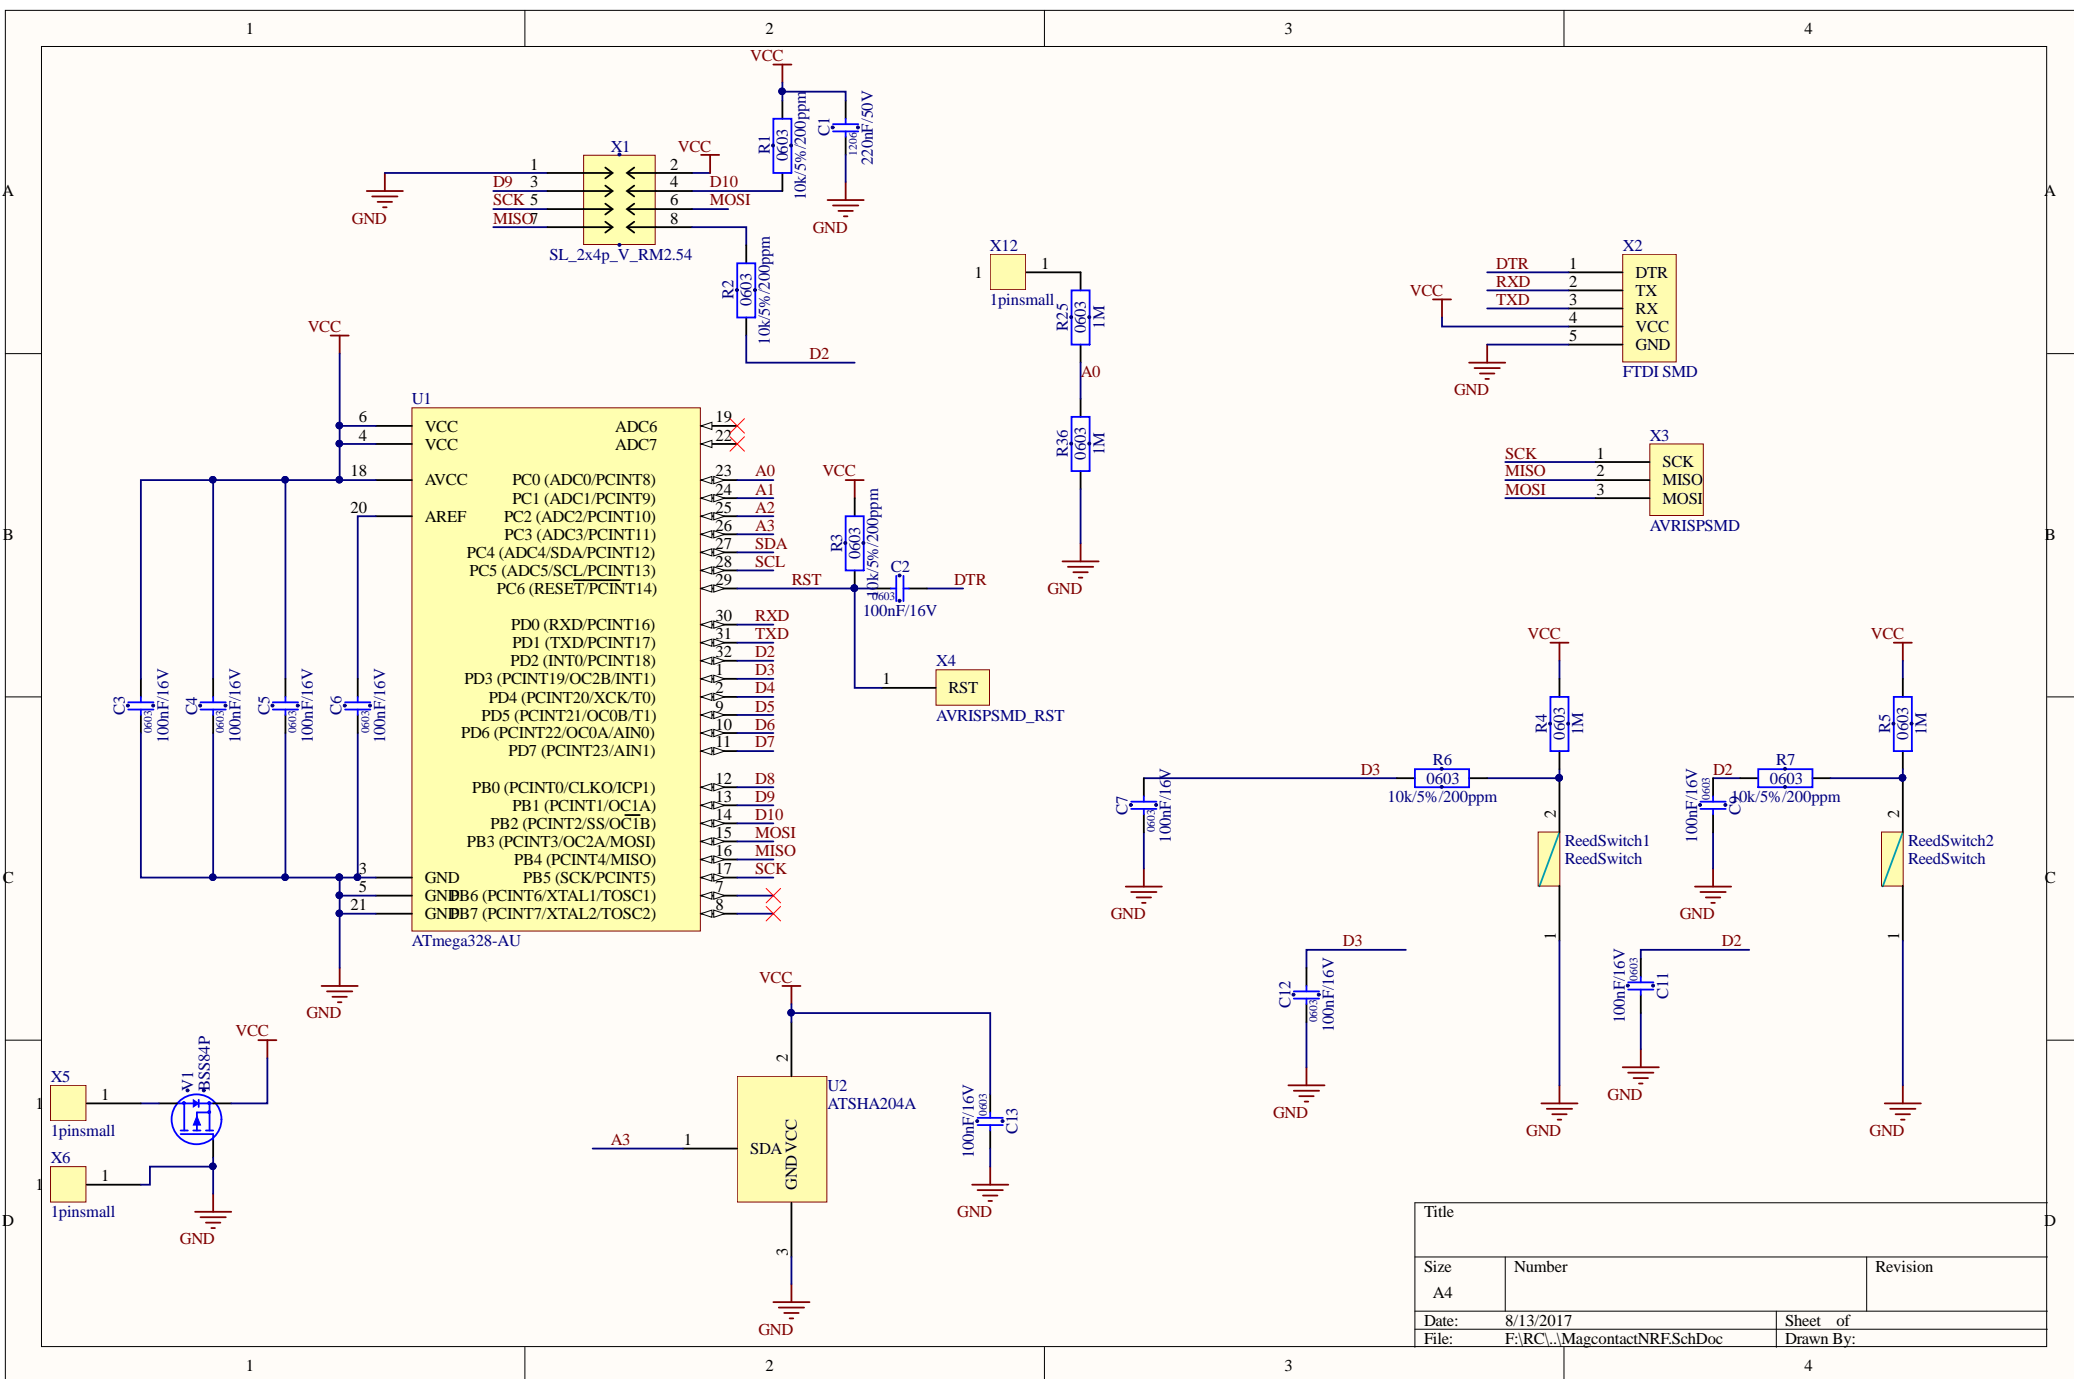 1 2 3 4
A
B
C
D
A
B
C
D
1 2 3 4
VCC
R1
0603
10k/5%/200ppm
C1
1206
220nF/50V
GND
X1
VCC
1 2
D9 3 4 D10
SCK 5 6 MOSI
MISO 7 8
SL_2x4p_V_RM2.54
GND
R2
0603
10k/5%/200ppm
D2
X12
1 1
1pinsmall
R25
0603
1M
A0
R36
0603
1M
GND
X2
DTR 1 DTR
RXD 2 TX
TXD 3 RX
VCC 4 VCC
5 GND
GND
FTDI SMD
X3
SCK 1 SCK
MISO 2 MISO
MOSI 3 MOSI
AVRISPSMD
VCC
U1
6 VCC ADC6 19
4 VCC ADC7 22
18 AVCC PC0 (ADC0/PCINT8) 23 A0
PC1 (ADC1/PCINT9) 24 A1
20 AREF PC2 (ADC2/PCINT10) 25 A2
PC3 (ADC3/PCINT11) 26 A3
PC4 (ADC4/SDA/PCINT12) 27 SDA
PC5 (ADC5/SCL/PCINT13) 28 SCL
PC6 (RESET/PCINT14) 29 RST
PD0 (RXD/PCINT16) 30 RXD
PD1 (TXD/PCINT17) 31 TXD
PD2 (INT0/PCINT18) 32 D2
PD3 (PCINT19/OC2B/INT1) 1 D3
PD4 (PCINT20/XCK/T0) 2 D4
PD5 (PCINT21/OC0B/T1) 9 D5
PD6 (PCINT22/OC0A/AIN0) 10 D6
PD7 (PCINT23/AIN1) 11 D7
PB0 (PCINT0/CLKO/ICP1) 12 D8
PB1 (PCINT1/OC1A) 13 D9
PB2 (PCINT2/SS/OC1B) 14 D10
PB3 (PCINT3/OC2A/MOSI) 15 MOSI
PB4 (PCINT4/MISO) 16 MISO
3 GND PB5 (SCK/PCINT5) 17 SCK
5 GND PB6 (PCINT6/XTAL1/TOSC1) 7
21 GND PB7 (PCINT7/XTAL2/TOSC2) 8
ATmega328-AU
GND
C3
0603
100nF/16V
C4
0603
100nF/16V
C5
0603
100nF/16V
C6
0603
100nF/16V
VCC
R3
0603
10k/5%/200ppm
C2
0603
100nF/16V
DTR
X4
1 RST
AVRISPSMD_RST
VCC
R4
0603
1M
D3
R6
0603
10k/5%/200ppm
C7
0603
100nF/16V
GND
2
ReedSwitch1
ReedSwitch
1
GND
VCC
R5
0603
1M
D2
R7
0603
10k/5%/200ppm
0603
100nF/16V
GND
2
ReedSwitch2
ReedSwitch
1
GND
D3
C12
0603
100nF/16V
GND
D2
C11
0603
100nF/16V
GND
VCC
2
U2
ATSHA204A
A3 1 SDA
VCC
GND
3
GND
C13
0603
100nF/16V
GND
VCC
V1
BSS84P
X5
1 1
1pinsmall
X6
1 1
1pinsmall
GND
Title
Size Number Revision
A4
Date: 8/13/2017 Sheet of
File: F:\RC\..\MagcontactNRF.SchDoc Drawn By: